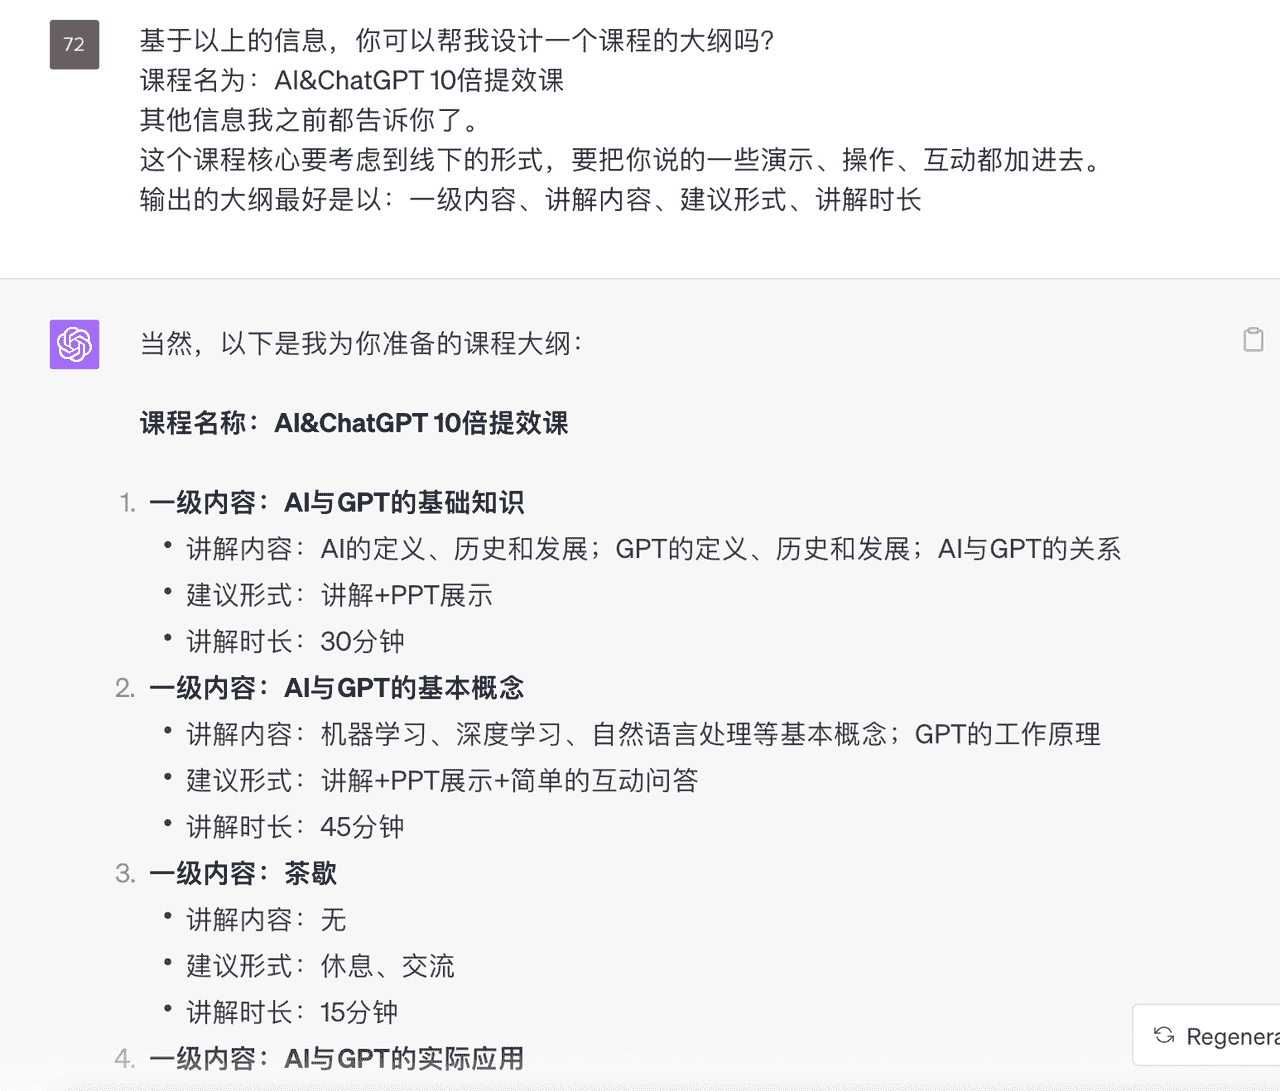 72
基于以上的信息，你可以帮我设计一个课程的大纲吗？
课程名为：AI&ChatGPT 10倍提效课
其他信息我之前都告诉你了。
这个课程核心要考虑到线下的形式，要把你说的一些演示、操作、互动都加进去。
输出的大纲最好是以：一级内容、讲解内容、建议形式、讲解时长
当然，以下是我为你准备的课程大纲：
课程名称：AI&ChatGPT 10倍提效课
1. 一级内容：AI与GPT的基础知识
• 讲解内容：AI的定义、历史和发展；GPT的定义、历史和发展；AI与GPT的关系
• 建议形式：讲解+PPT展示
• 讲解时长：30分钟
2. 一级内容：AI与GPT的基本概念
• 讲解内容：机器学习、深度学习、自然语言处理等基本概念；GPT的工作原理
• 建议形式：讲解+PPT展示+简单的互动问答
• 讲解时长：45分钟
3. 一级内容：茶歇
• 讲解内容：无
• 建议形式：休息、交流
• 讲解时长：15分钟
Regenera
4. 一级内容：AI与GPT的实际应用